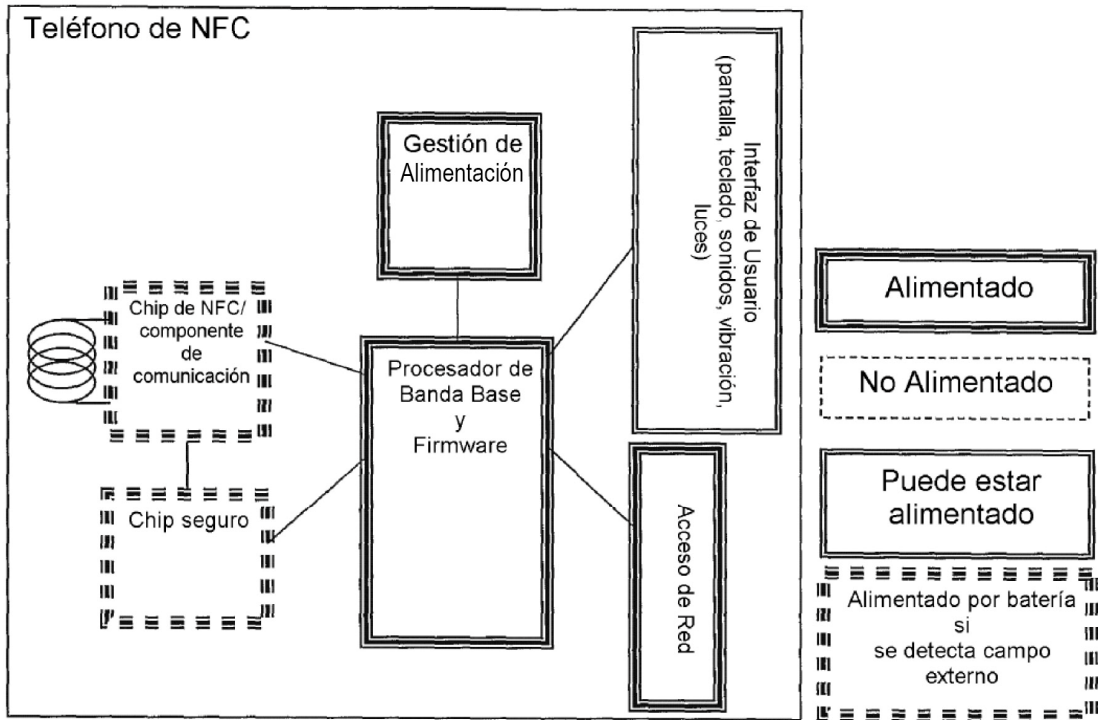 Teléfono de NFC
Gestión de
Alimentación
Interfaz de Usuario
(pantalla, teclado, sonidos, vibración,
luces)
Chip de NFC/
componente
de
comunicación
Procesador de
Banda Base
y
Firmware
Chip seguro
Acceso de Red
Alimentado
No Alimentado
Puede estar
alimentado
Alimentado por batería
si
se detecta campo
externo